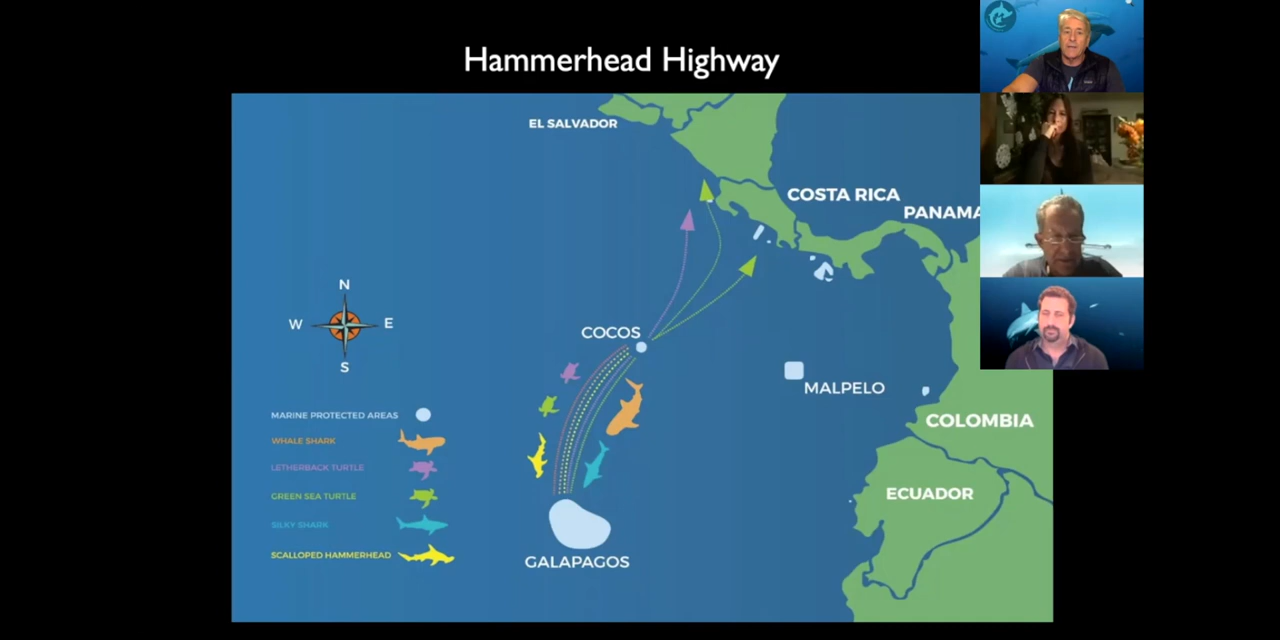 Hammerhead Highway
EL SALVADOR
COSTA RICA
PANAMA
N
W
E
S
COCOS
MALPELO
MARINE PROTECTED AREAS
WHALE SHARK
LETHERBACK TURTLE
GREEN SEA TURTLE
SILKY SHARK
SCALLOPED HAMMERHEAD
COLOMBIA
ECUADOR
GALAPAGOS